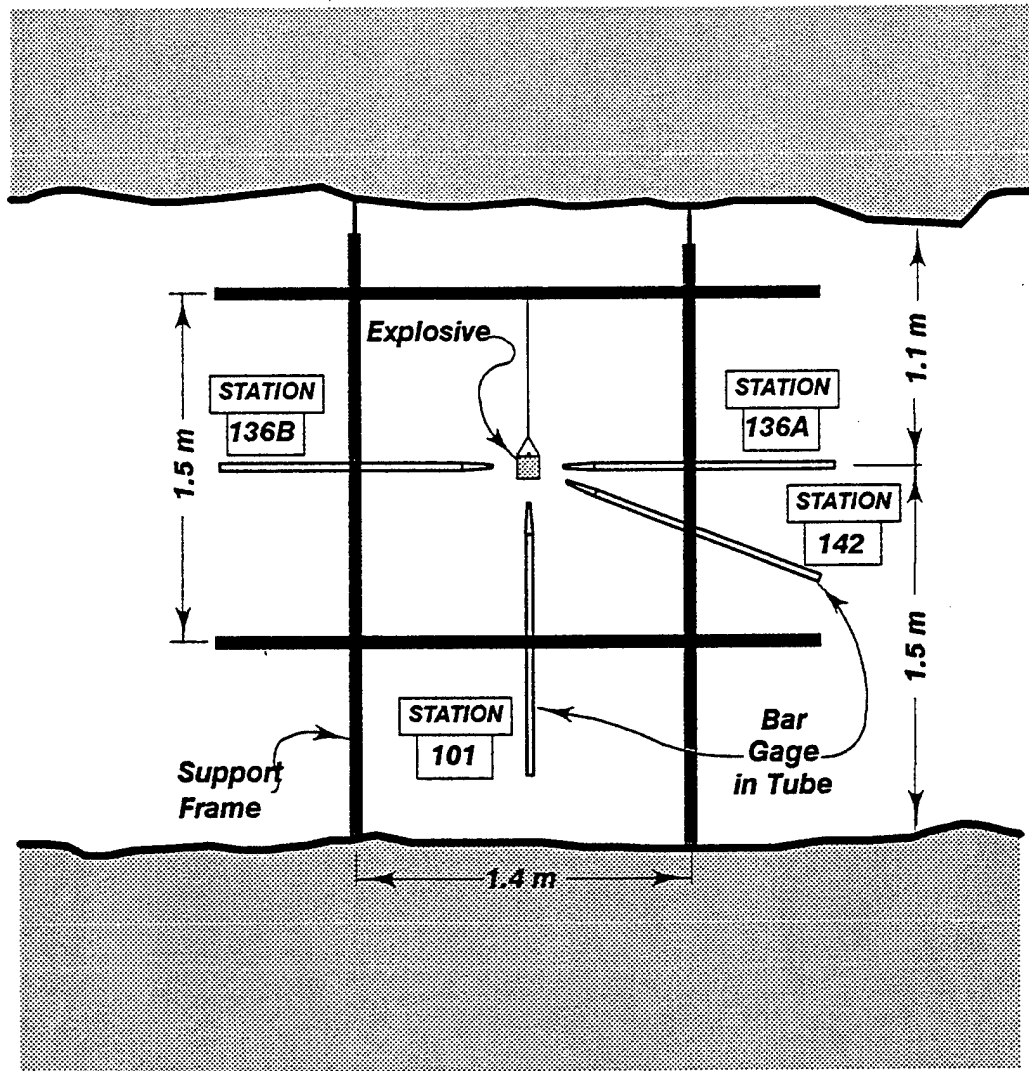 Explosive
1.1 m
STATION
136B
STATION
136A
1.5 m
STATION
142
1.5 m
STATION
101
Bar
Gage
in Tube
Support
Frame
1.4 m